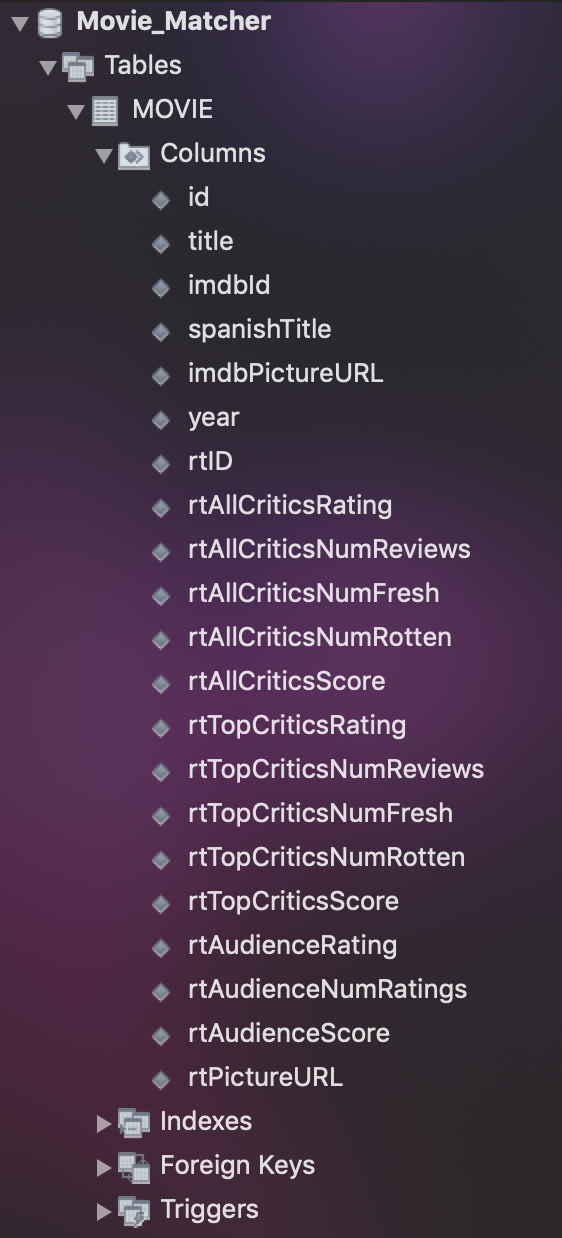 Movie_Matcher
Tables
MOVIE
Columns
id
title
imdbId
spanishTitle
imdbPictureURL
year
rtID
rtAllCriticsRating
rtAllCriticsNumReviews
rtAllCriticsNumFresh
rtAllCriticsNumRotten
rtAllCriticsScore
rtTopCriticsRating
rtTopCriticsNumReviews
rtTopCriticsNumFresh
rtTopCriticsNumRotten
rtTopCriticsScore
rtAudienceRating
rtAudienceNumRatings
rtAudienceScore
rtPictureURL
Indexes
Foreign Keys
Triggers